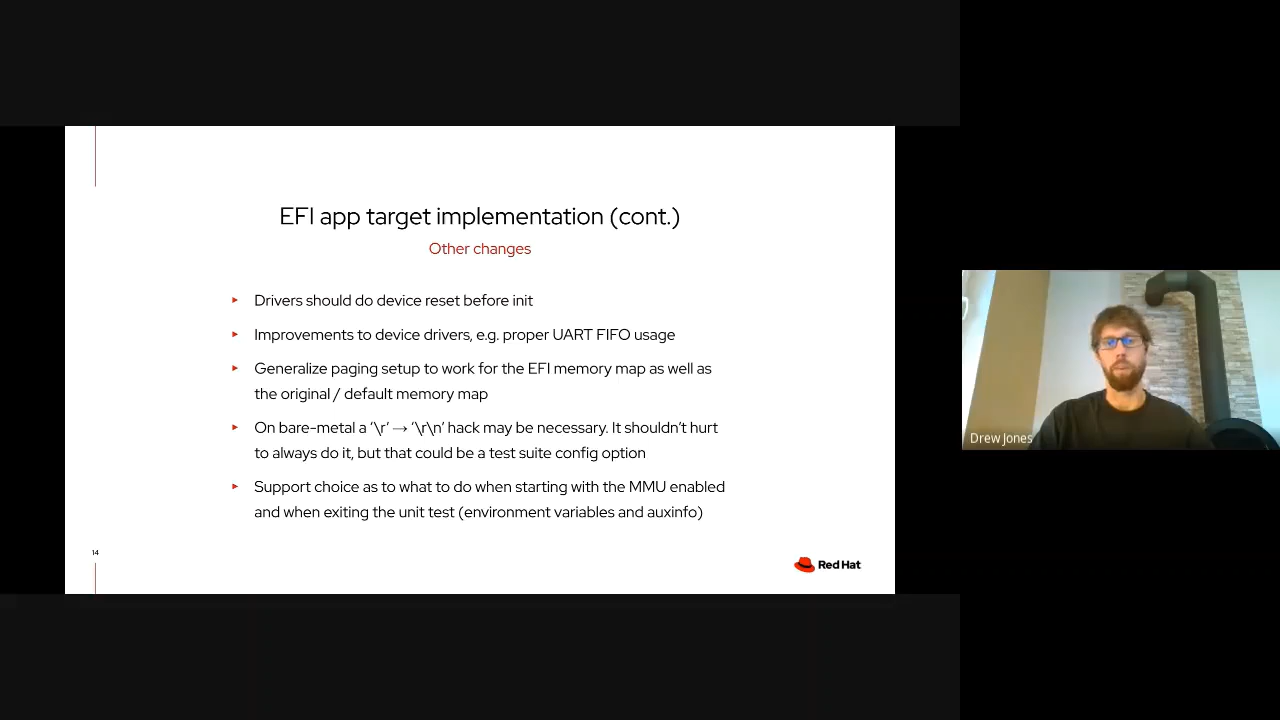 EFI app target implementation (cont.)
Other changes
Drivers should do device reset before init
Improvements to device drivers, e.g. proper UART FIFO usage
Generalize paging setup to work for the EFI memory map as well as
the original / default memory map
On bare-metal a ‘\r’ → ‘\r\n’ hack may be necessary. It shouldn’t hurt
to always do it, but that could be a test suite config option
Support choice as to what to do when starting with the MMU enabled
and when exiting the unit test (environment variables and auxinfo)
14
Red Hat
Drew Jones